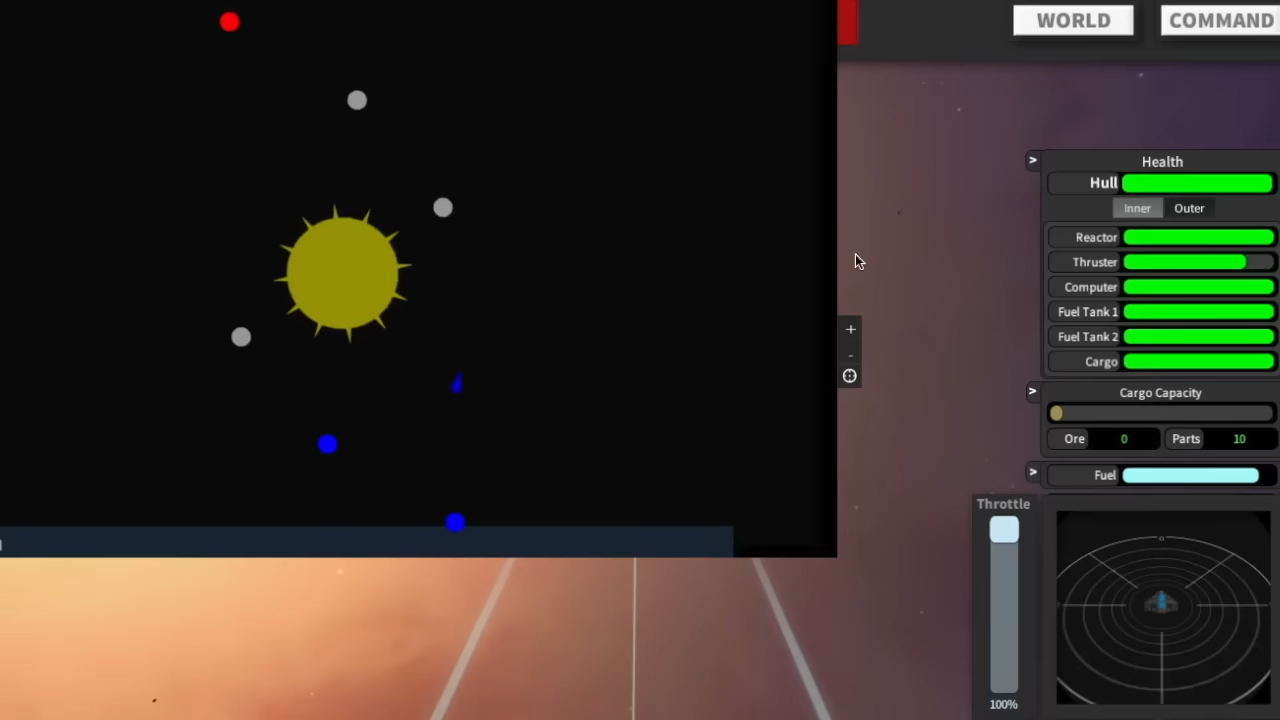 WORLD
COMMAND
> Health
Hull
Inner Outer
Reactor
Thruster
Computer
Fuel Tank 1
Fuel Tank 2
Cargo
+
-
> Cargo Capacity
Ore 0 Parts 10
> Fuel
Throttle
100%